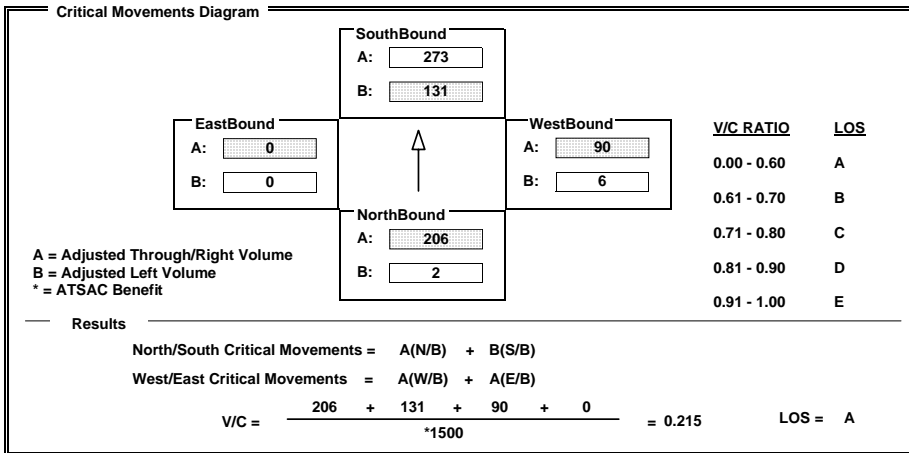 Critical Movements Diagram
SouthBound
A: 273
B: 131
EastBound
A: 0
B: 0
WestBound
A: 90
B: 6
NorthBound
A: 206
B: 2
V/C RATIO LOS
0.00 - 0.60 A
0.61 - 0.70 B
0.71 - 0.80 C
0.81 - 0.90 D
0.91 - 1.00 E
A = Adjusted Through/Right Volume
B = Adjusted Left Volume
* = ATSAC Benefit
Results
North/South Critical Movements = A(N/B) + B(S/B)
West/East Critical Movements = A(W/B) + A(E/B)
206 + 131 + 90 + 0
V/C = = 0.215 LOS = A
*1500